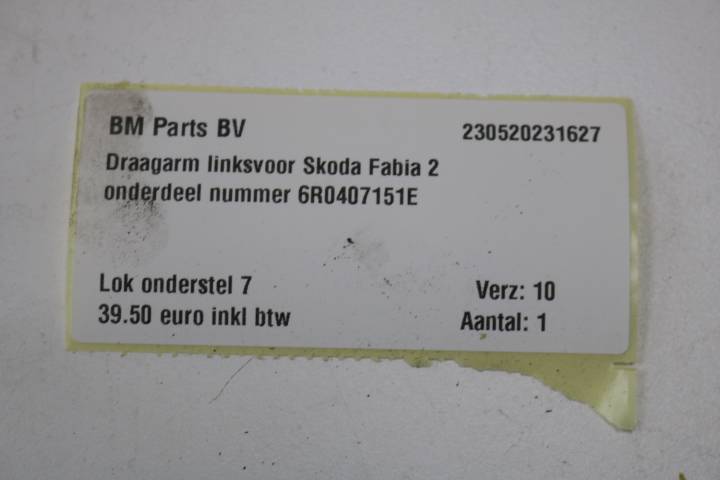 BM Parts BV 230520231627
Draagarm linksvoor Skoda Fabia 2
onderdeel nummer 6R0407151E
Lok onderstel 7 Verz: 10
39.50 euro inkl btw Aantal: 1